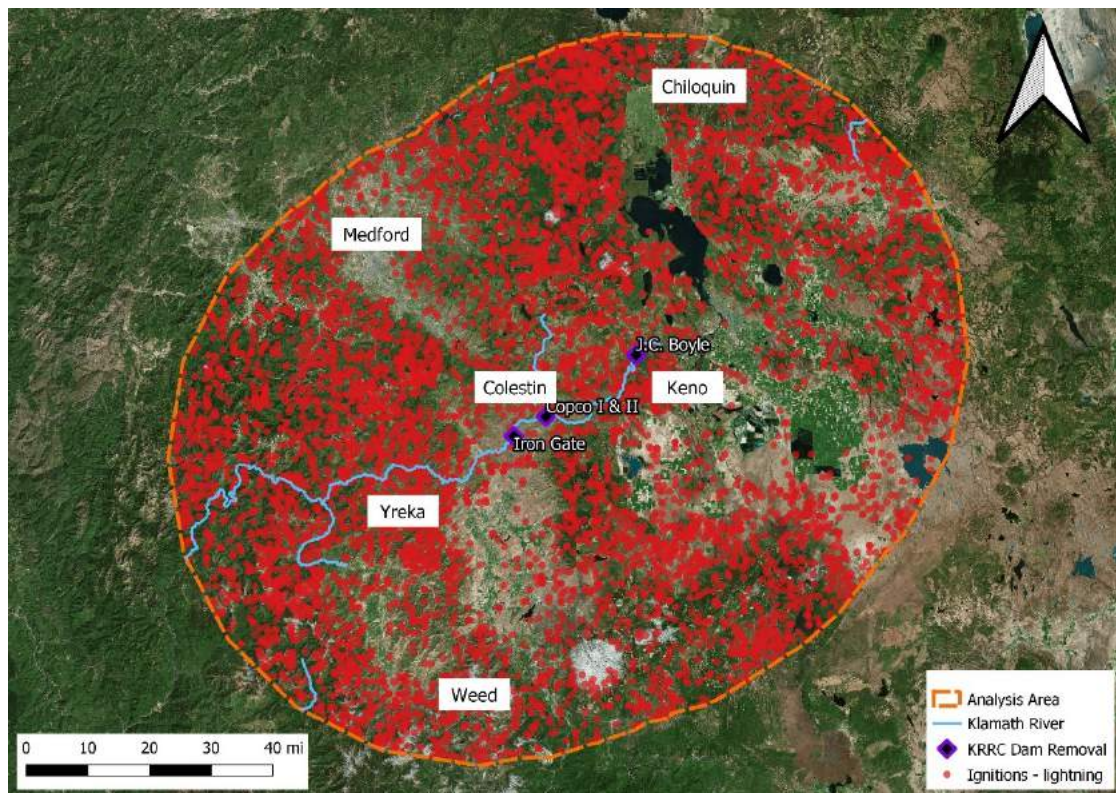 Chiloquin
Medford
J.C. Boyle
Colestin
Keno
Copco I & II
Iron Gate
Yreka
Weed
0 10 20 30 40 mi
Analysis Area
Klamath River
KRRC Dam Removal
Ignitions - lightning